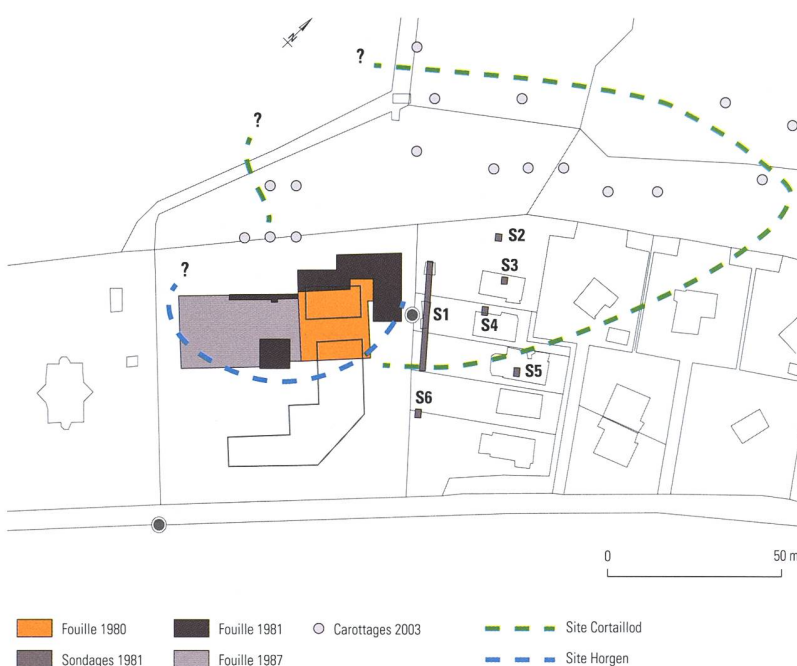 N
?
?
?
S2
S3
S1
S4
S5
S6
0 50 m
Fouille 1980 Fouille 1981 Carottages 2003 Site Cortaillod
Sondages 1981 Fouille 1987 Site Horgen